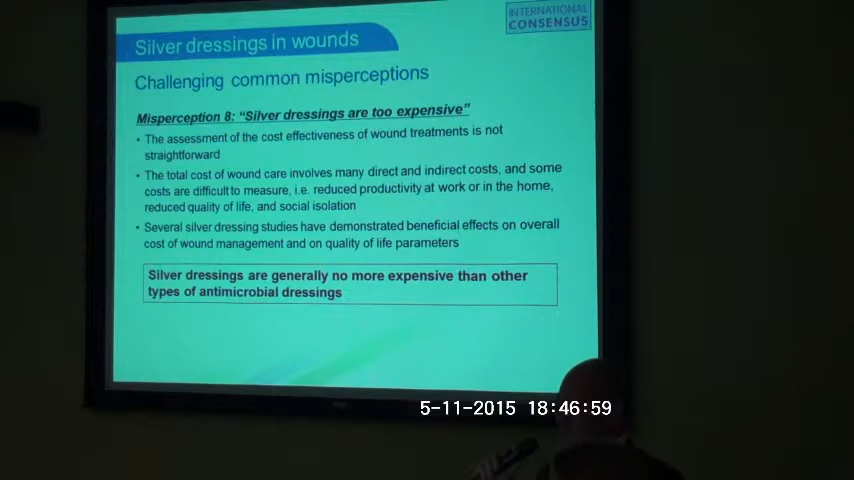 INTERNATIONAL
CONSENSUS
Silver dressings in wounds
Challenging common misperceptions
Misperception 8: “Silver dressings are too expensive”
• The assessment of the cost effectiveness of wound treatments is not
straightforward
• The total cost of wound care involves many direct and indirect costs, and some
costs are difficult to measure, i.e. reduced productivity at work or in the home,
reduced quality of life, and social isolation
• Several silver dressing studies have demonstrated beneficial effects on overall
cost of wound management and on quality of life parameters
Silver dressings are generally no more expensive than other
types of antimicrobial dressings
5-11-2015 18:46:59